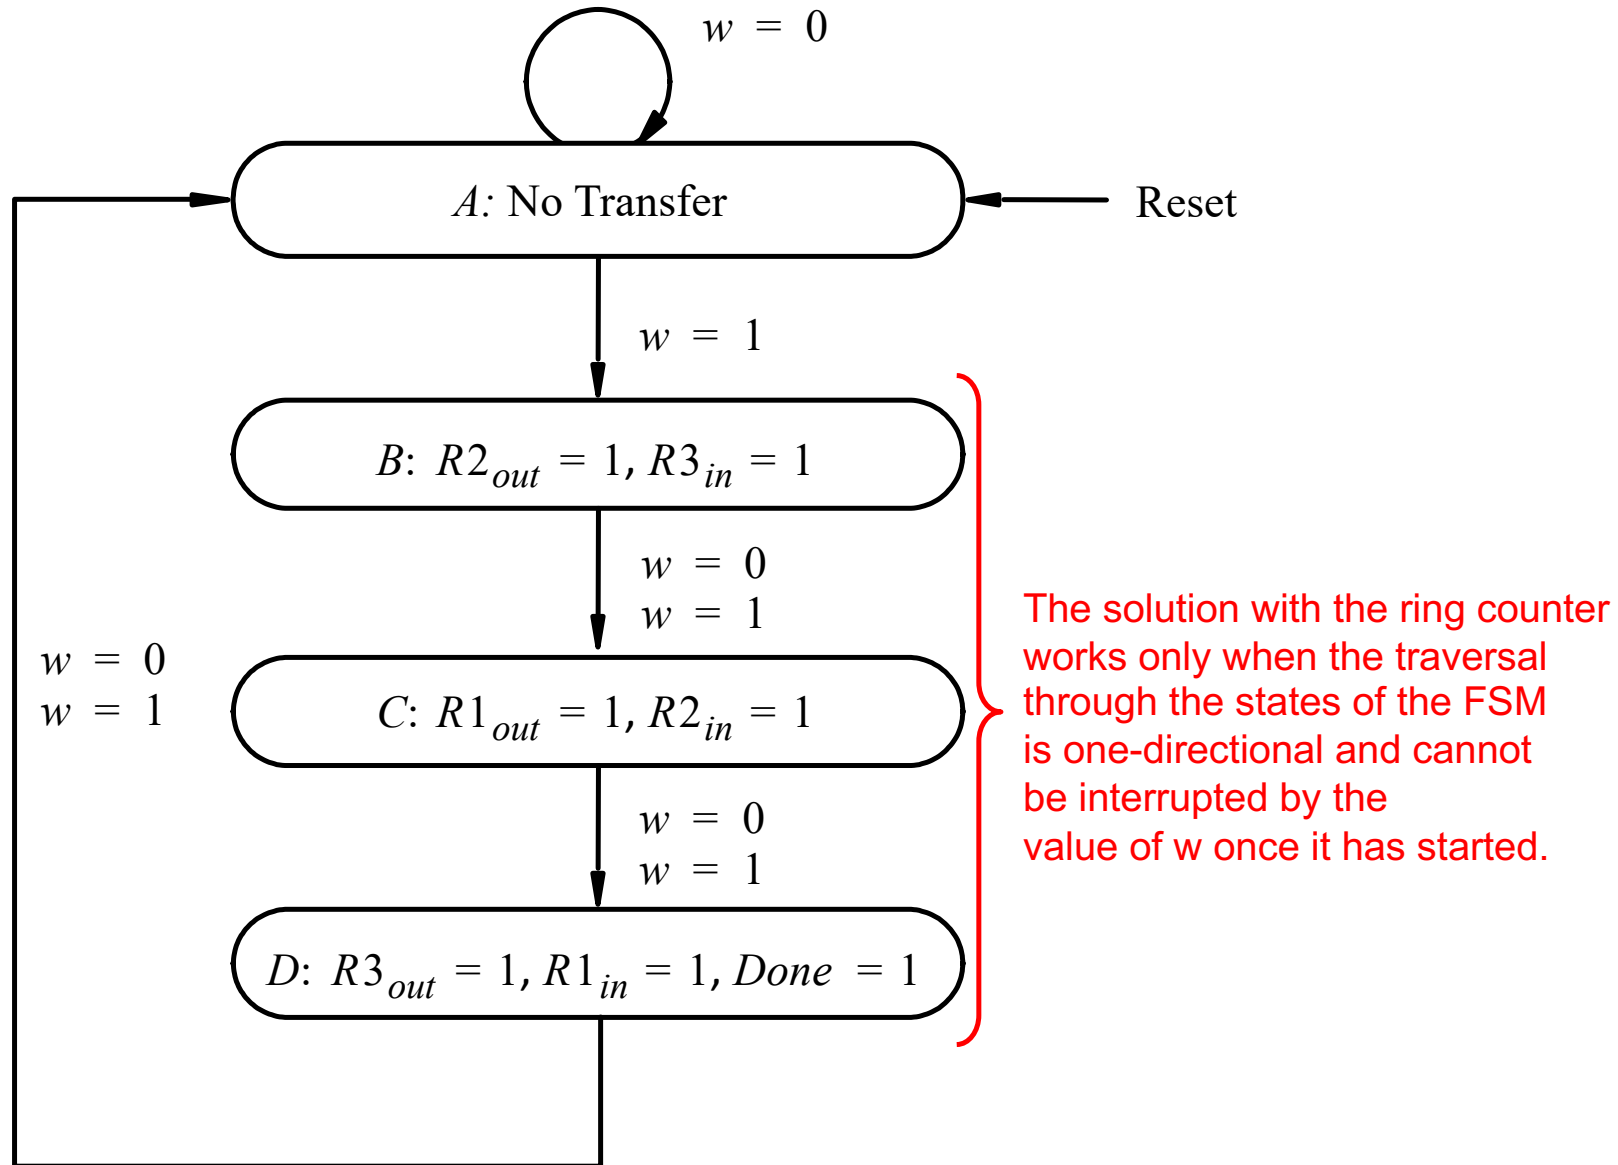 w = 0
A: No Transfer
Reset
w = 1
B: R2out = 1, R3in = 1
w = 0
w = 1
w = 0
w = 1
C: R1out = 1, R2in = 1
The solution with the ring counter
works only when the traversal
through the states of the FSM
is one-directional and cannot
be interrupted by the
value of w once it has started.
w = 0
w = 1
D: R3out = 1, R1in = 1, Done = 1